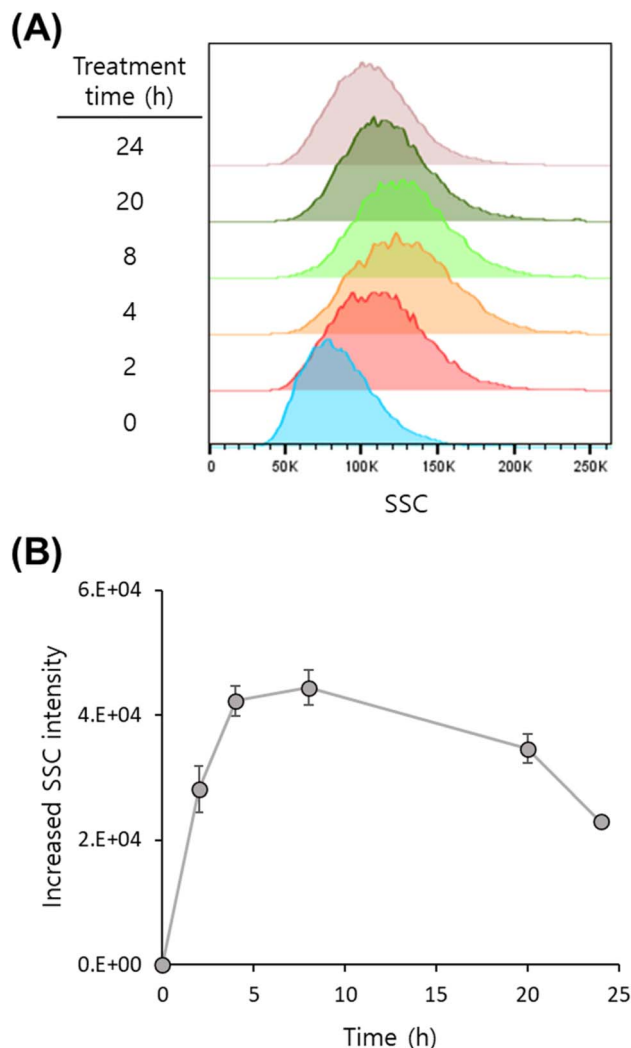 (A)
Treatment
time (h)
24
20
8
4
2
0
0 50K 100K 150K 200K 250K
SSC
(B)
6.E+04
4.E+04
2.E+04
0.E+00
Increased SSC intensity
0 5 10 15 20 25
Time (h)